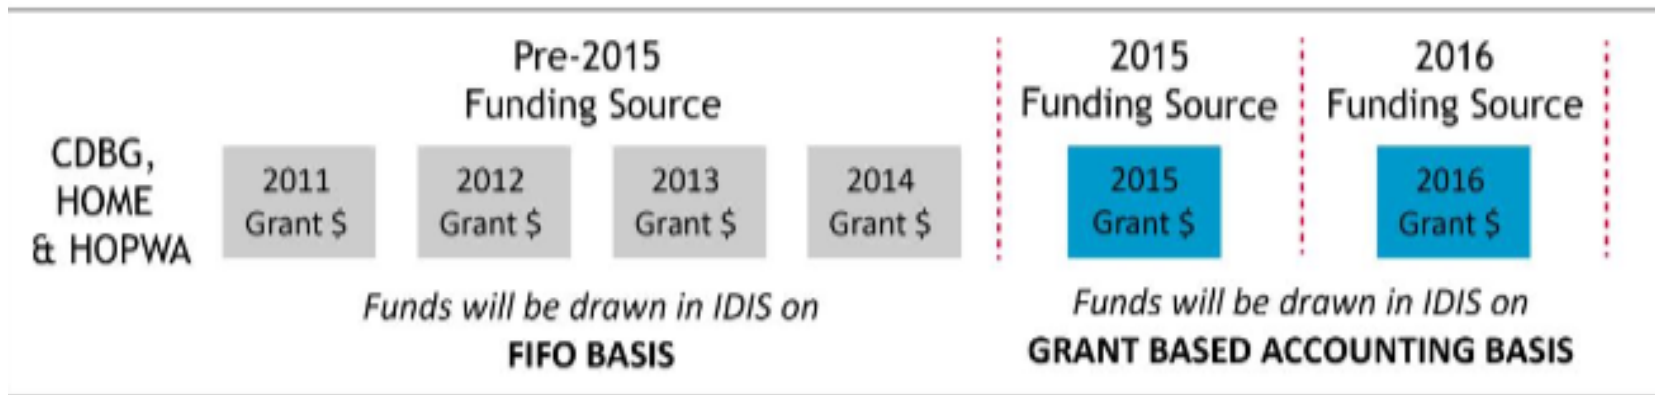 Pre-2015
Funding Source
2015
Funding Source
2016
Funding Source
CDBG,
HOME
& HOPWA
2011
Grant $
2012
Grant $
2013
Grant $
2014
Grant $
2015
Grant $
2016
Grant $
Funds will be drawn in IDIS on
FIFO BASIS
Funds will be drawn in IDIS on
GRANT BASED ACCOUNTING BASIS